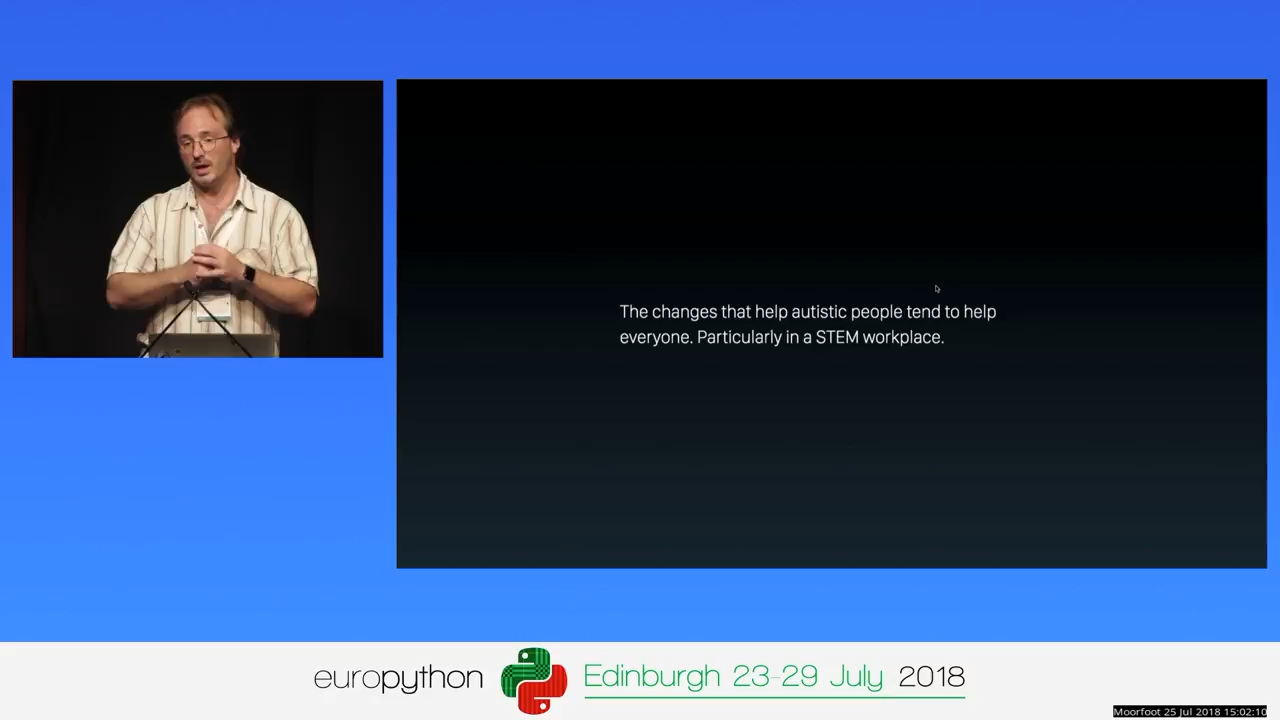 The changes that help autistic people tend to help
everyone. Particularly in a STEM workplace.
europython
Edinburgh 23-29 July 2018
Moorfoot 25 Jul 2018 15:02:10